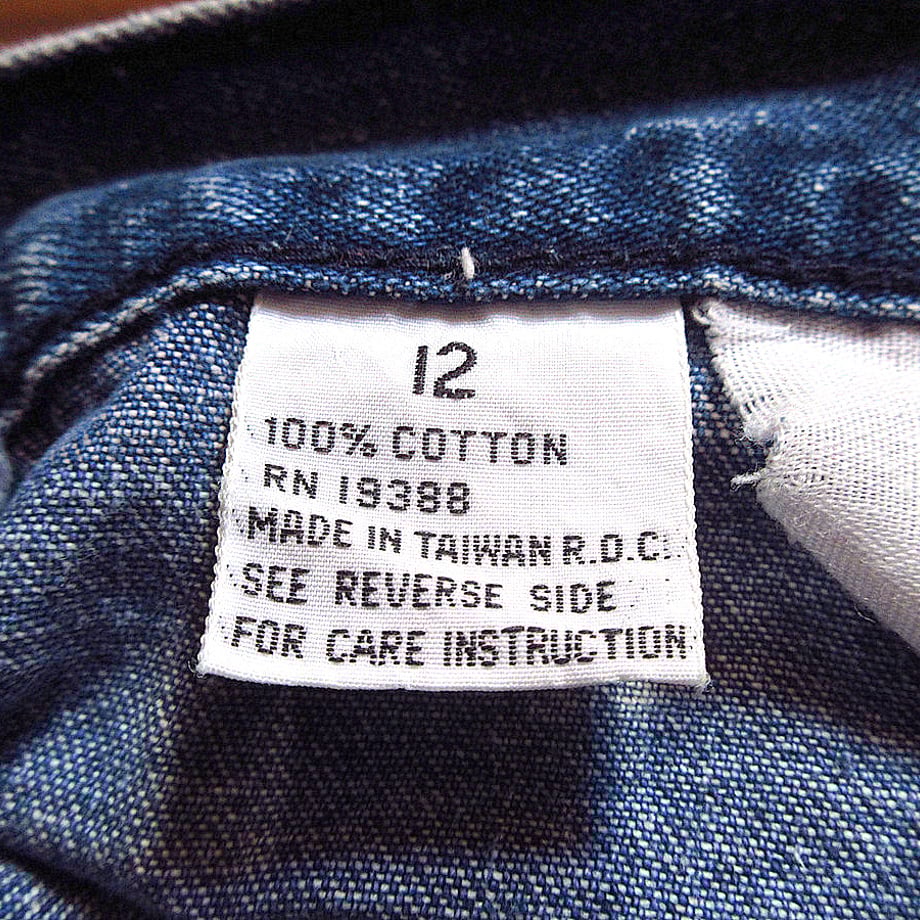 12
100% COTTON
RN 19388
MADE IN TAIWAN R.O.C.
SEE REVERSE SIDE
FOR CARE INSTRUCTION